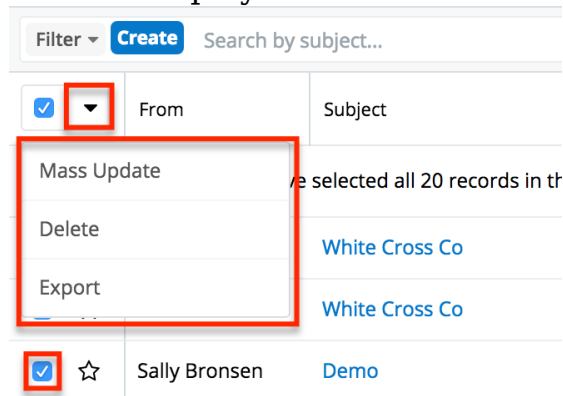 Filter Create Search by subject...
From Subject
Mass Update
selected all 20 records in th
Delete
White Cross Co
Export
White Cross Co
Sally Bronsen Demo